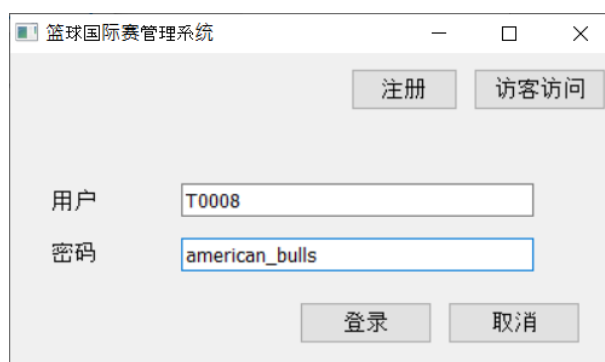 篮球国际赛管理系统
注册 访客访问
用户 T0008
密码 american_bulls
登录 取消